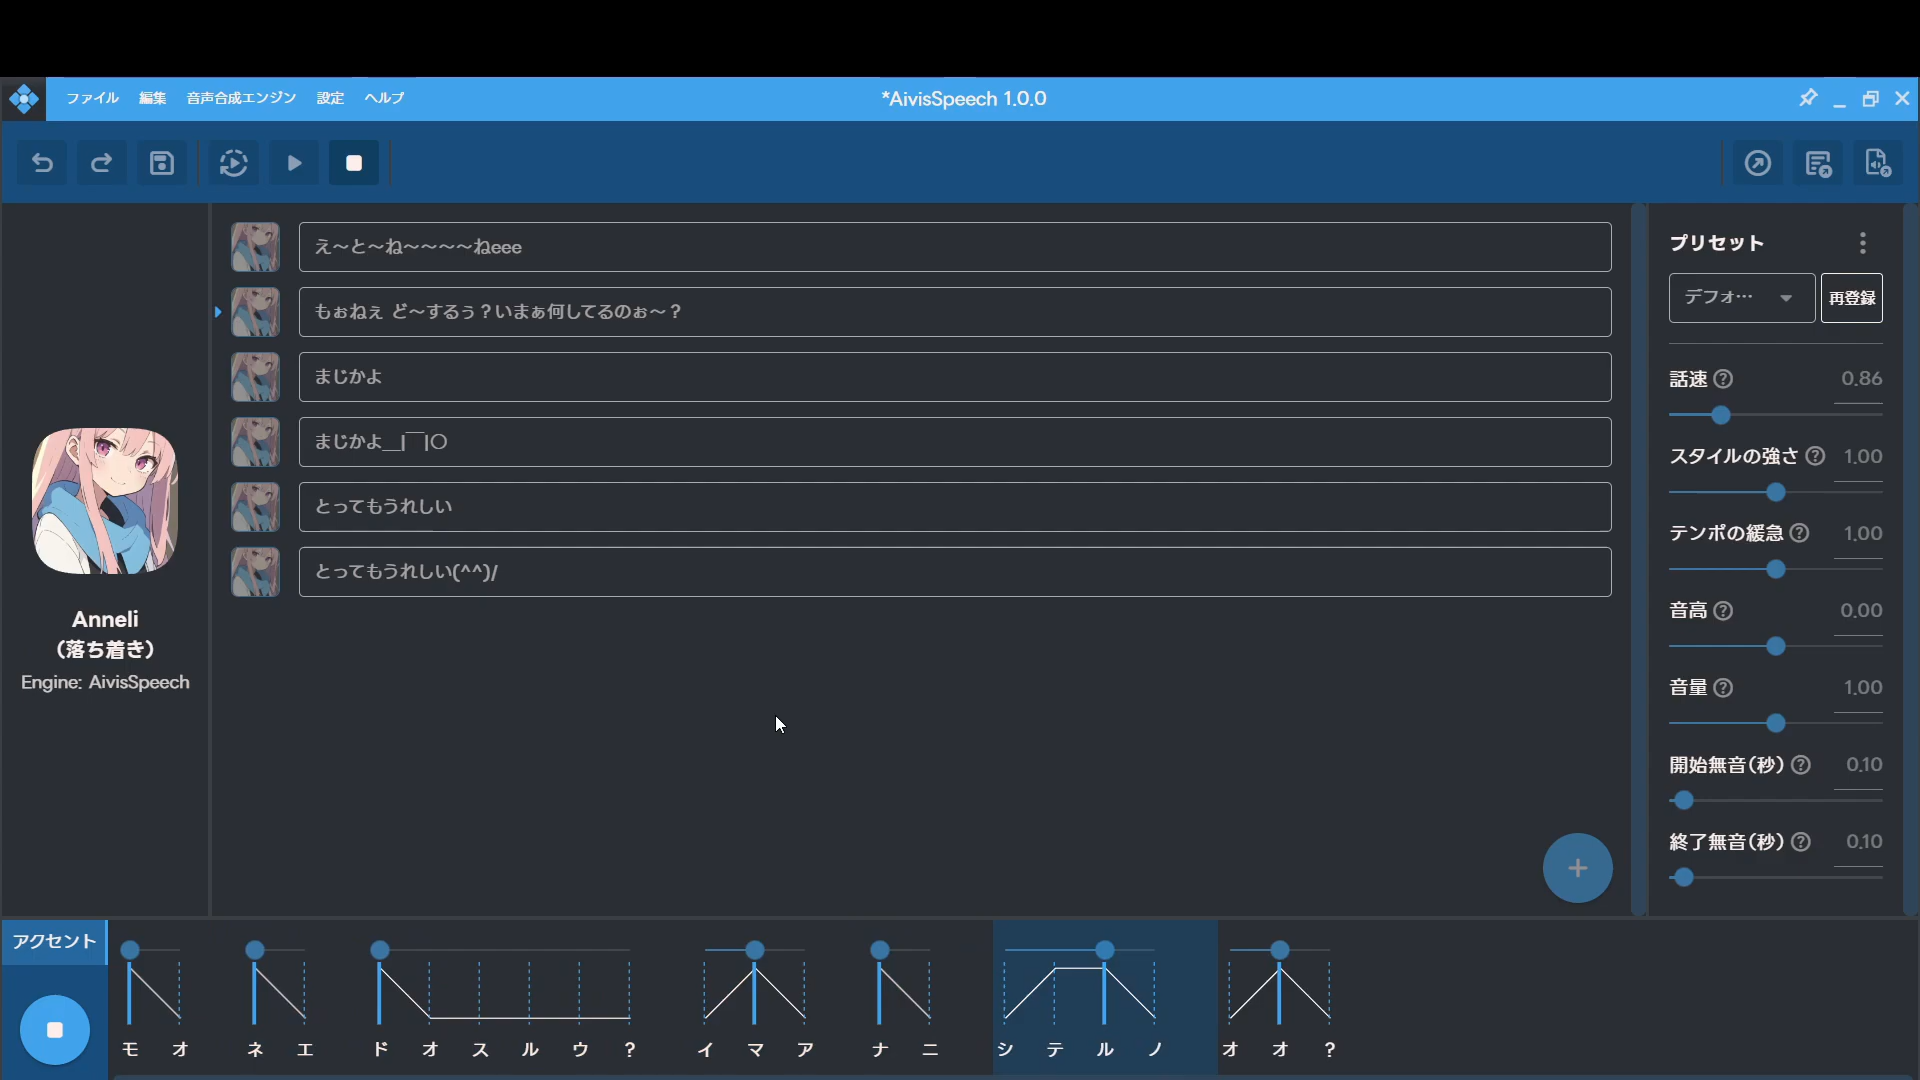 ファイル 編集 音声合成エンジン 設定 ヘルプ
*AivisSpeech 1.0.0
え〜と〜ね〜〜〜〜ねeee
もぉねぇ ど〜するぅ？いまぁ何してるのぉ〜？
まじかよ
まじかよ__|￣|○
とってもうれしい
とってもうれしい(^^)/
Anneli
（落ち着き）
Engine: AivisSpeech
プリセット
デフォ… 再登録
話速 0.86
スタイルの強さ 1.00
テンポの緩急 1.00
音高 0.00
音量 1.00
開始無音(秒) 0.10
終了無音(秒) 0.10
アクセント
モ オ ネ エ ド オ ス ル ウ ？ イ マ ア ナ ニ シ テ ル ノ オ オ ？